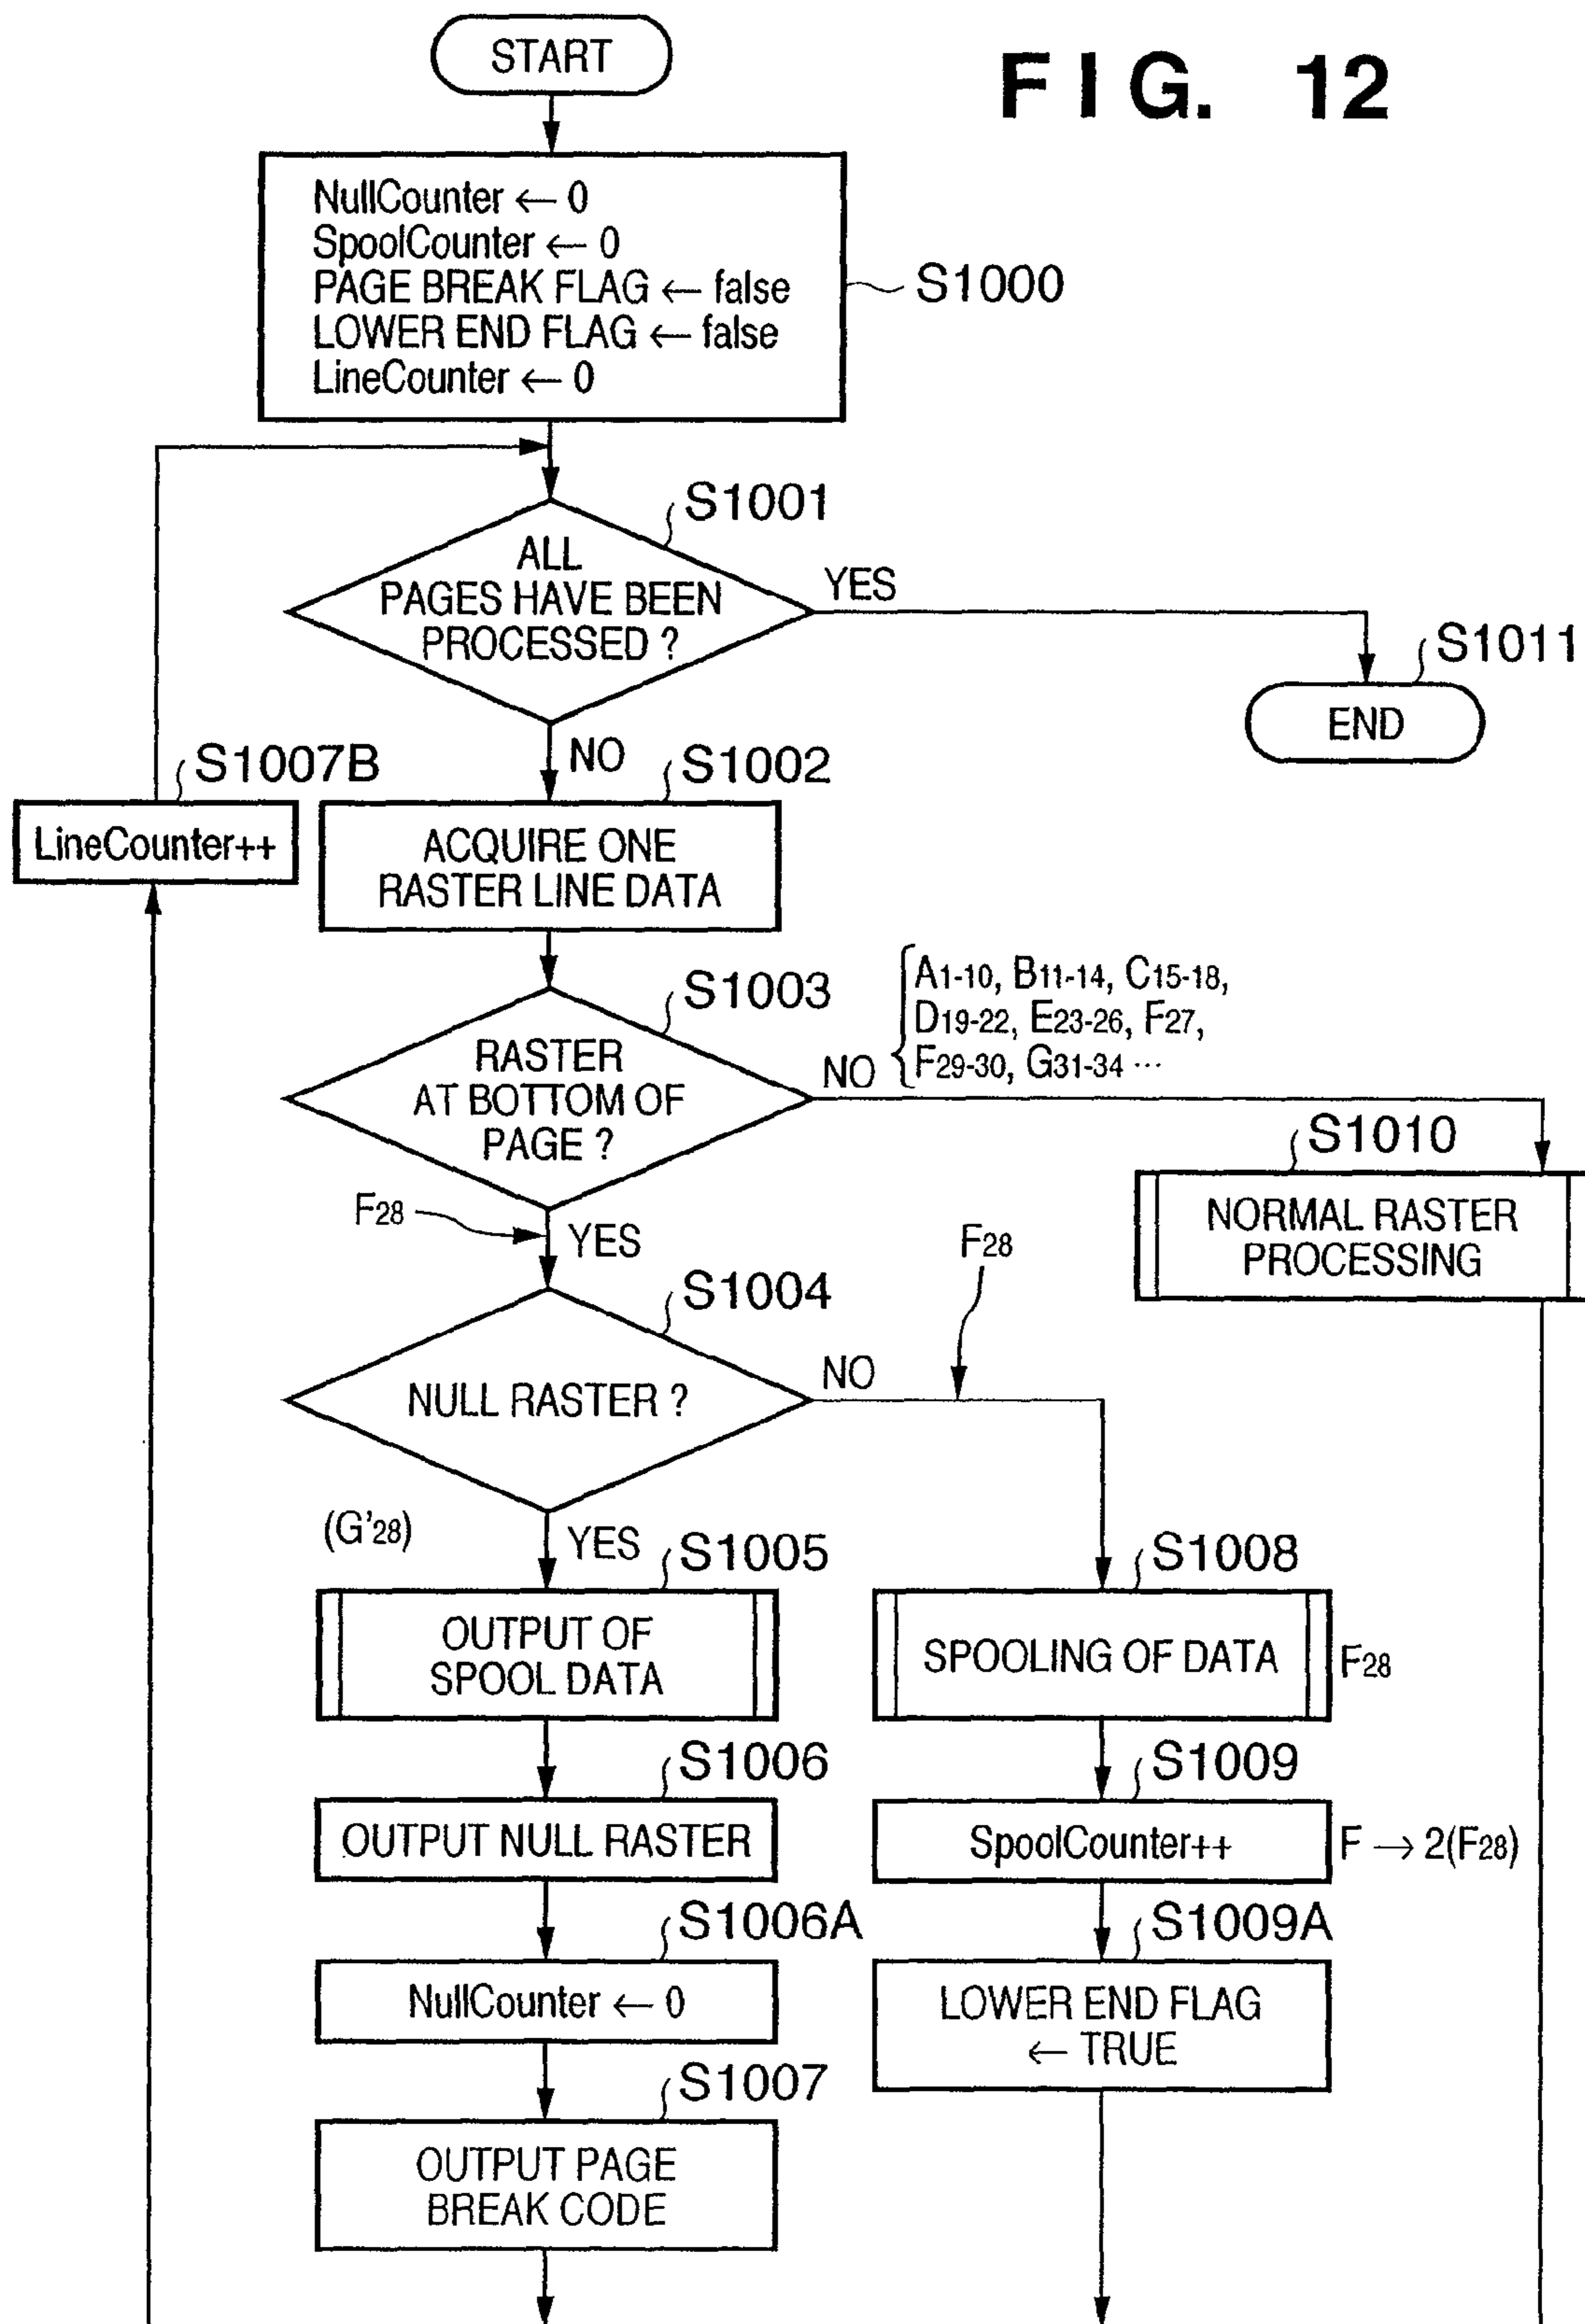 START
FIG. 12
NullCounter ← 0
SpoolCounter ← 0
PAGE BREAK FLAG ← false
LOWER END FLAG ← false
LineCounter ← 0
S1000
S1001
ALL
PAGES HAVE BEEN
PROCESSED ?
YES
S1011
END
NO
S1007B
LineCounter++
S1002
ACQUIRE ONE
RASTER LINE DATA
S1003
RASTER
AT BOTTOM OF
PAGE ?
NO
A1-10, B11-14, C15-18,
D19-22, E23-26, F27,
F29-30, G31-34 ...
S1010
NORMAL RASTER
PROCESSING
F28
YES
S1004
NULL RASTER ?
NO
F28
(G'28)
YES
S1005
OUTPUT OF
SPOOL DATA
S1008
SPOOLING OF DATA
F28
S1006
OUTPUT NULL RASTER
S1009
SpoolCounter++
F → 2(F28)
S1006A
NullCounter ← 0
S1009A
LOWER END FLAG
← TRUE
S1007
OUTPUT PAGE
BREAK CODE